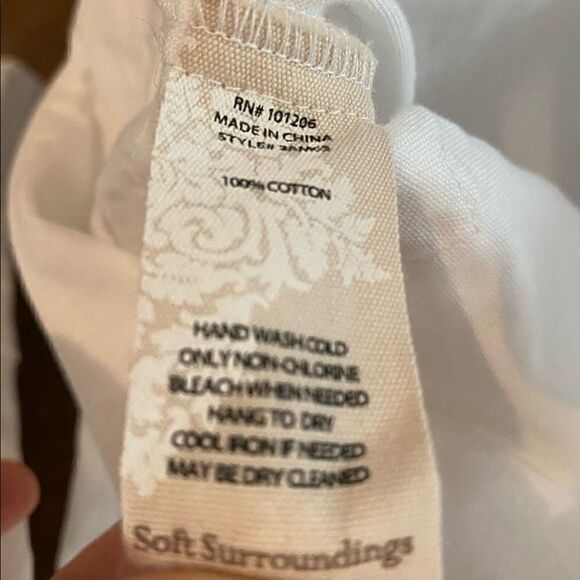 RN# 101206
MADE IN CHINA
STYLE#
100% COTTON
HAND WASH COLD
ONLY NON-CHLORINE
BLEACH WHEN NEEDED
HANG TO DRY
COOL IRON IF NEEDED
MAY BE DRY CLEANED
Soft Surroundings